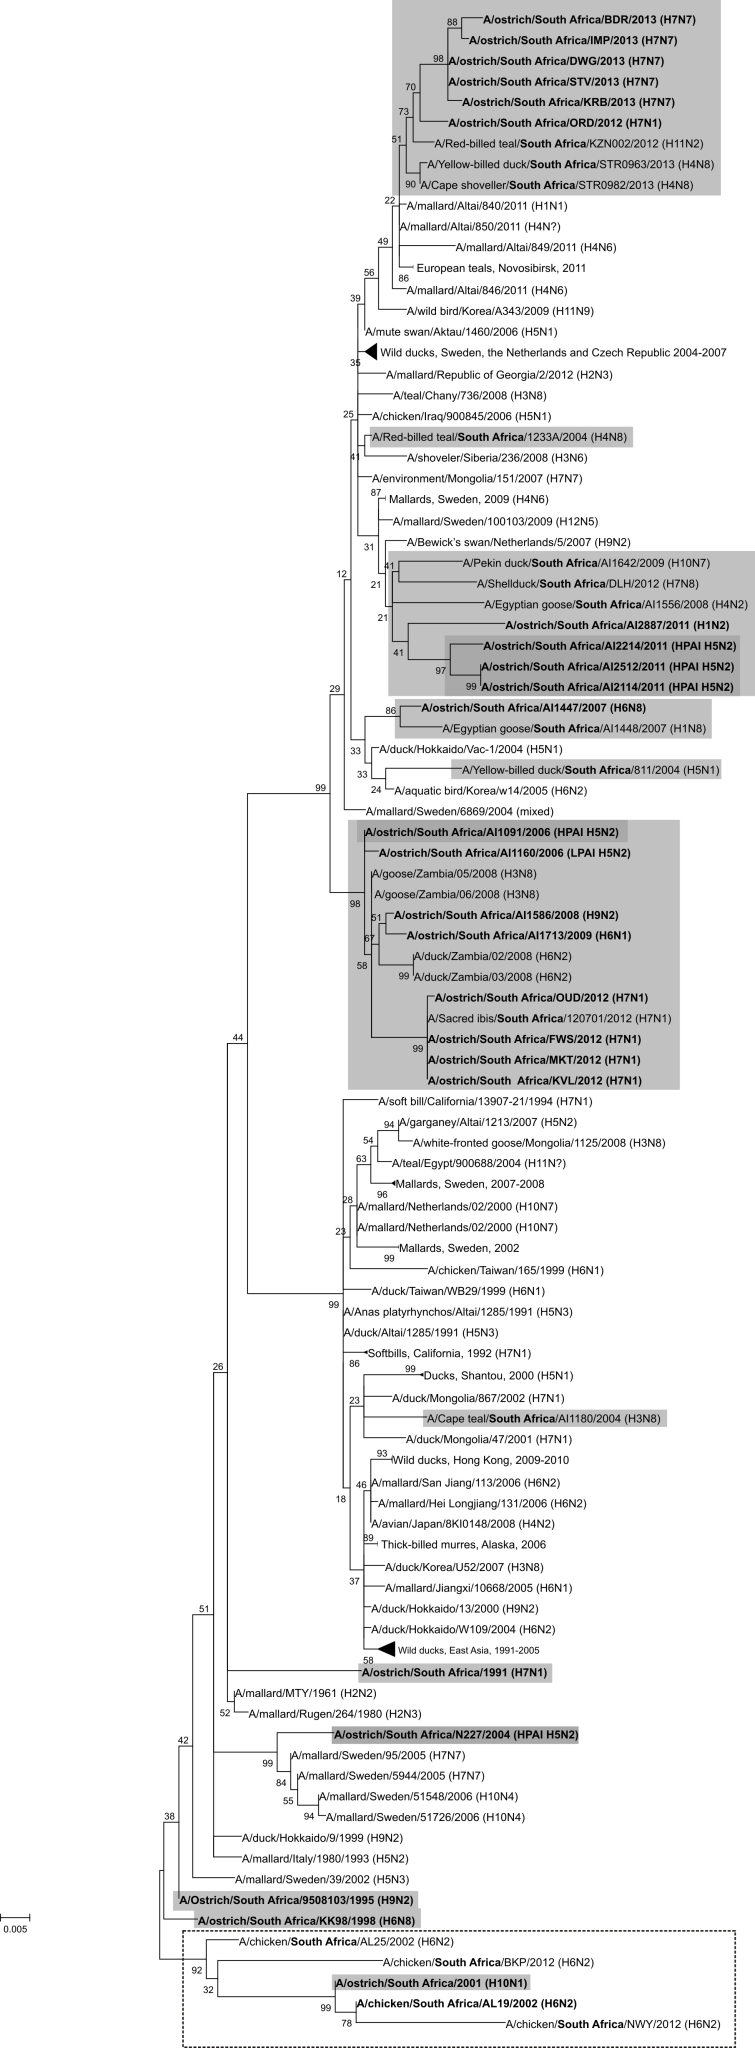 88
A/ostrich/South Africa/BDR/2013 (H7N7)
A/ostrich/South Africa/IMP/2013 (H7N7)
98
A/ostrich/South Africa/DWG/2013 (H7N7)
A/ostrich/South Africa/STV/2013 (H7N7)
70
A/ostrich/South Africa/KRB/2013 (H7N7)
73
A/ostrich/South Africa/ORD/2012 (H7N1)
51
A/Red-billed teal/South Africa/KZN002/2012 (H11N2)
A/Yellow-billed duck/South Africa/STR0963/2013 (H4N8)
90
A/Cape shoveller/South Africa/STR0982/2013 (H4N8)
22
A/mallard/Altai/840/2011 (H1N1)
A/mallard/Altai/850/2011 (H4N?)
49
A/mallard/Altai/849/2011 (H4N6)
European teals, Novosibirsk, 2011
56
86
A/mallard/Altai/846/2011 (H4N6)
39
A/wild bird/Korea/A343/2009 (H11N9)
A/mute swan/Aktau/1460/2006 (H5N1)
Wild ducks, Sweden, the Netherlands and Czech Republic 2004-2007
35
A/mallard/Republic of Georgia/2/2012 (H2N3)
A/teal/Chany/736/2008 (H3N8)
25
A/chicken/Iraq/900845/2006 (H5N1)
A/Red-billed teal/South Africa/1233A/2004 (H4N8)
41
A/shoveler/Siberia/236/2008 (H3N6)
A/environment/Mongolia/151/2007 (H7N7)
87
Mallards, Sweden, 2009 (H4N6)
A/mallard/Sweden/100103/2009 (H12N5)
31
A/Bewick's swan/Netherlands/5/2007 (H9N2)
41
A/Pekin duck/South Africa/AI1642/2009 (H10N7)
12
21
A/Shellduck/South Africa/DLH/2012 (H7N8)
A/Egyptian goose/South Africa/AI1556/2008 (H4N2)
21
A/ostrich/South Africa/AI2887/2011 (H1N2)
A/ostrich/South Africa/AI2214/2011 (HPAI H5N2)
41
97
A/ostrich/South Africa/AI2512/2011 (HPAI H5N2)
99
A/ostrich/South Africa/AI2114/2011 (HPAI H5N2)
29
86
A/ostrich/South Africa/AI1447/2007 (H6N8)
A/Egyptian goose/South Africa/AI1448/2007 (H1N8)
33
A/duck/Hokkaido/Vac-1/2004 (H5N1)
33
A/Yellow-billed duck/South Africa/811/2004 (H5N1)
99
24
A/aquatic bird/Korea/w14/2005 (H6N2)
A/mallard/Sweden/6869/2004 (mixed)
A/ostrich/South Africa/AI1091/2006 (HPAI H5N2)
A/ostrich/South Africa/AI1160/2006 (LPAI H5N2)
A/goose/Zambia/05/2008 (H3N8)
98
A/goose/Zambia/06/2008 (H3N8)
51
A/ostrich/South Africa/AI1586/2008 (H9N2)
67
A/ostrich/South Africa/AI1713/2009 (H6N1)
58
A/duck/Zambia/02/2008 (H6N2)
99
A/duck/Zambia/03/2008 (H6N2)
A/ostrich/South Africa/OUD/2012 (H7N1)
A/Sacred ibis/South Africa/120701/2012 (H7N1)
44
99
A/ostrich/South Africa/FWS/2012 (H7N1)
A/ostrich/South Africa/MKT/2012 (H7N1)
A/ostrich/South Africa/KVL/2012 (H7N1)
A/soft bill/California/13907-21/1994 (H7N1)
94
A/garganey/Altai/1213/2007 (H5N2)
54
A/white-fronted goose/Mongolia/1125/2008 (H3N8)
63
A/teal/Egypt/900688/2004 (H11N?)
Mallards, Sweden, 2007-2008
96
28
A/mallard/Netherlands/02/2000 (H10N7)
23
A/mallard/Netherlands/02/2000 (H10N7)
Mallards, Sweden, 2002
99
A/chicken/Taiwan/165/1999 (H6N1)
A/duck/Taiwan/WB29/1999 (H6N1)
99
A/Anas platyrhynchos/Altai/1285/1991 (H5N3)
A/duck/Altai/1285/1991 (H5N3)
Softbills, California, 1992 (H7N1)
86
26
99
Ducks, Shantou, 2000 (H5N1)
23
A/duck/Mongolia/867/2002 (H7N1)
A/Cape teal/South Africa/AI1180/2004 (H3N8)
A/duck/Mongolia/47/2001 (H7N1)
93
Wild ducks, Hong Kong, 2009-2010
46
A/mallard/San Jiang/113/2006 (H6N2)
18
A/mallard/Hei Longjiang/131/2006 (H6N2)
A/avian/Japan/8KI0148/2008 (H4N2)
89
Thick-billed murres, Alaska, 2006
A/duck/Korea/U52/2007 (H3N8)
37
A/mallard/Jiangxi/10668/2005 (H6N1)
51
A/duck/Hokkaido/13/2000 (H9N2)
A/duck/Hokkaido/W109/2004 (H6N2)
Wild ducks, East Asia, 1991-2005
58
A/ostrich/South Africa/1991 (H7N1)
A/mallard/MTY/1961 (H2N2)
52
A/mallard/Rugen/264/1980 (H2N3)
A/ostrich/South Africa/N227/2004 (HPAI H5N2)
42
99
A/mallard/Sweden/95/2005 (H7N7)
84
A/mallard/Sweden/5944/2005 (H7N7)
55
A/mallard/Sweden/51548/2006 (H10N4)
38
94
A/mallard/Sweden/51726/2006 (H10N4)
A/duck/Hokkaido/9/1999 (H9N2)
A/mallard/Italy/1980/1993 (H5N2)
A/mallard/Sweden/39/2002 (H5N3)
A/Ostrich/South Africa/9508103/1995 (H9N2)
0.005
A/ostrich/South Africa/KK98/1998 (H6N8)
A/chicken/South Africa/AL25/2002 (H6N2)
92
A/chicken/South Africa/BKP/2012 (H6N2)
32
A/ostrich/South Africa/2001 (H10N1)
99
A/chicken/South Africa/AL19/2002 (H6N2)
78
A/chicken/South Africa/NWY/2012 (H6N2)